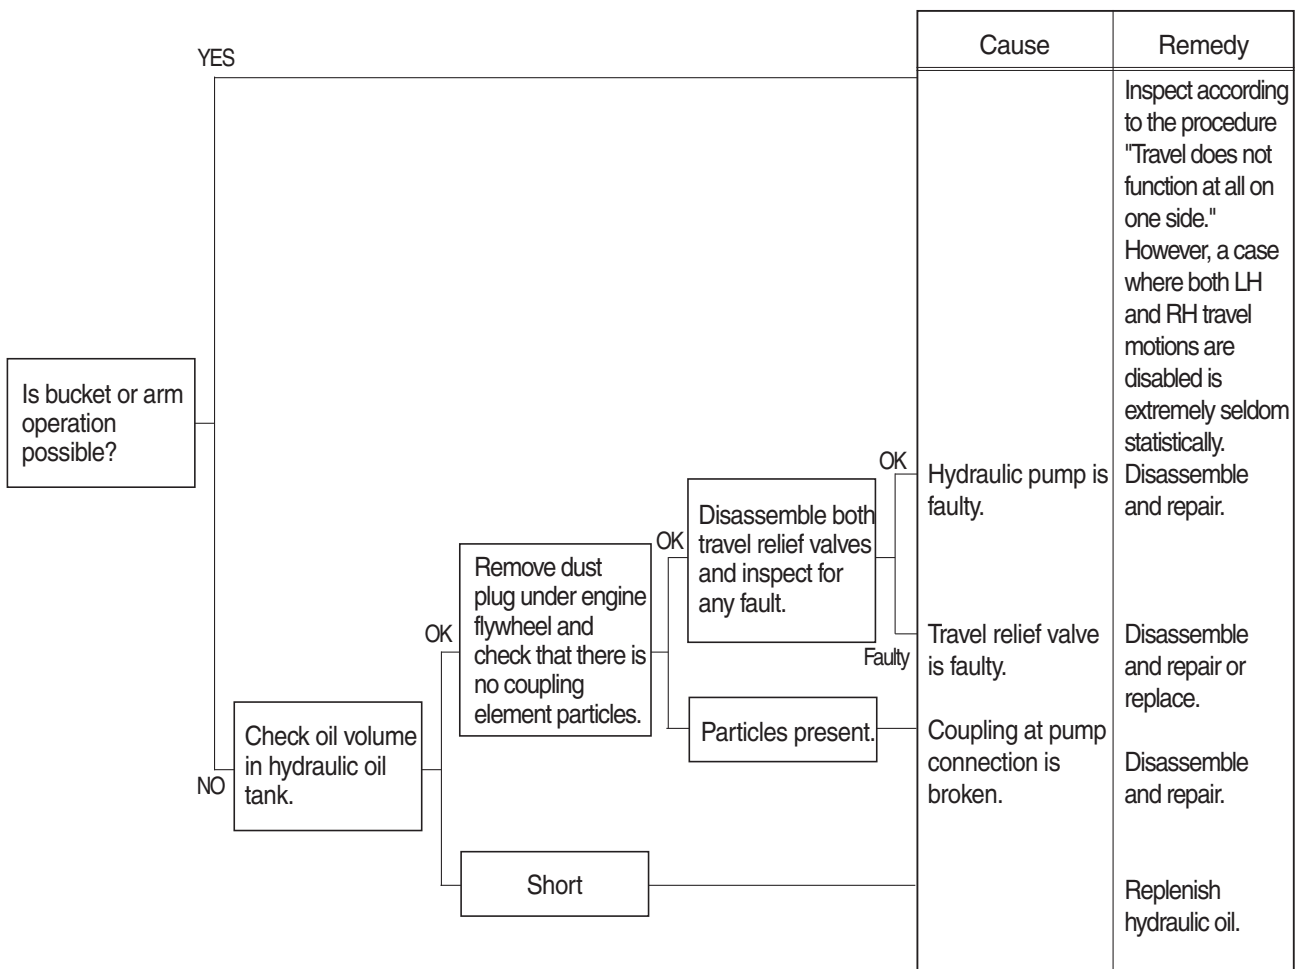 Cause
Remedy
YES
Inspect according
to the procedure
"Travel does not
function at all on
one side."
However, a case
where both LH
and RH travel
motions are
disabled is
extremely seldom
statistically.
Is bucket or arm
operation
possible?
NO
Check oil volume
in hydraulic oil
tank.
OK
Remove dust
plug under engine
flywheel and
check that there is
no coupling
element particles.
OK
Disassemble both
travel relief valves
and inspect for
any fault.
OK
Hydraulic pump is
faulty.
Disassemble
and repair.
Faulty
Travel relief valve
is faulty.
Disassemble
and repair or
replace.
Particles present.
Coupling at pump
connection is
broken.
Disassemble
and repair.
Short
Replenish
hydraulic oil.